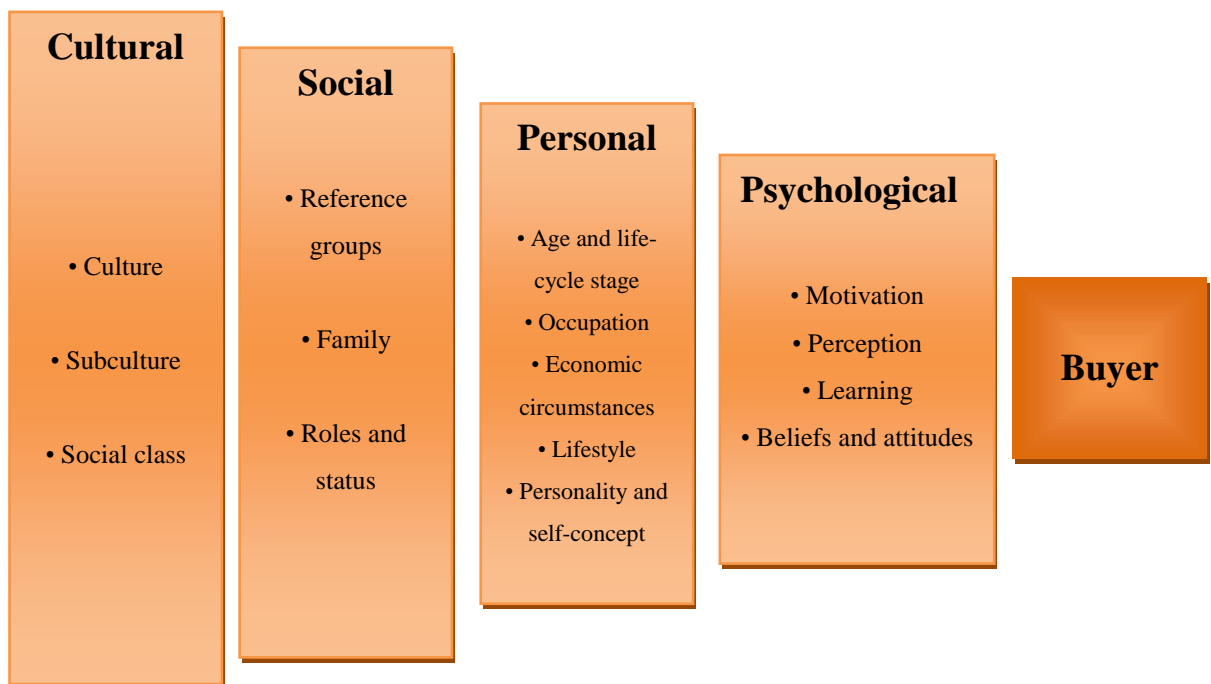 Cultural
• Culture
• Subculture
• Social class
Social
• Reference
groups
• Family
• Roles and
status
Personal
• Age and life-
cycle stage
• Occupation
• Economic
circumstances
• Lifestyle
• Personality and
self-concept
Psychological
• Motivation
• Perception
• Learning
• Beliefs and attitudes
Buyer